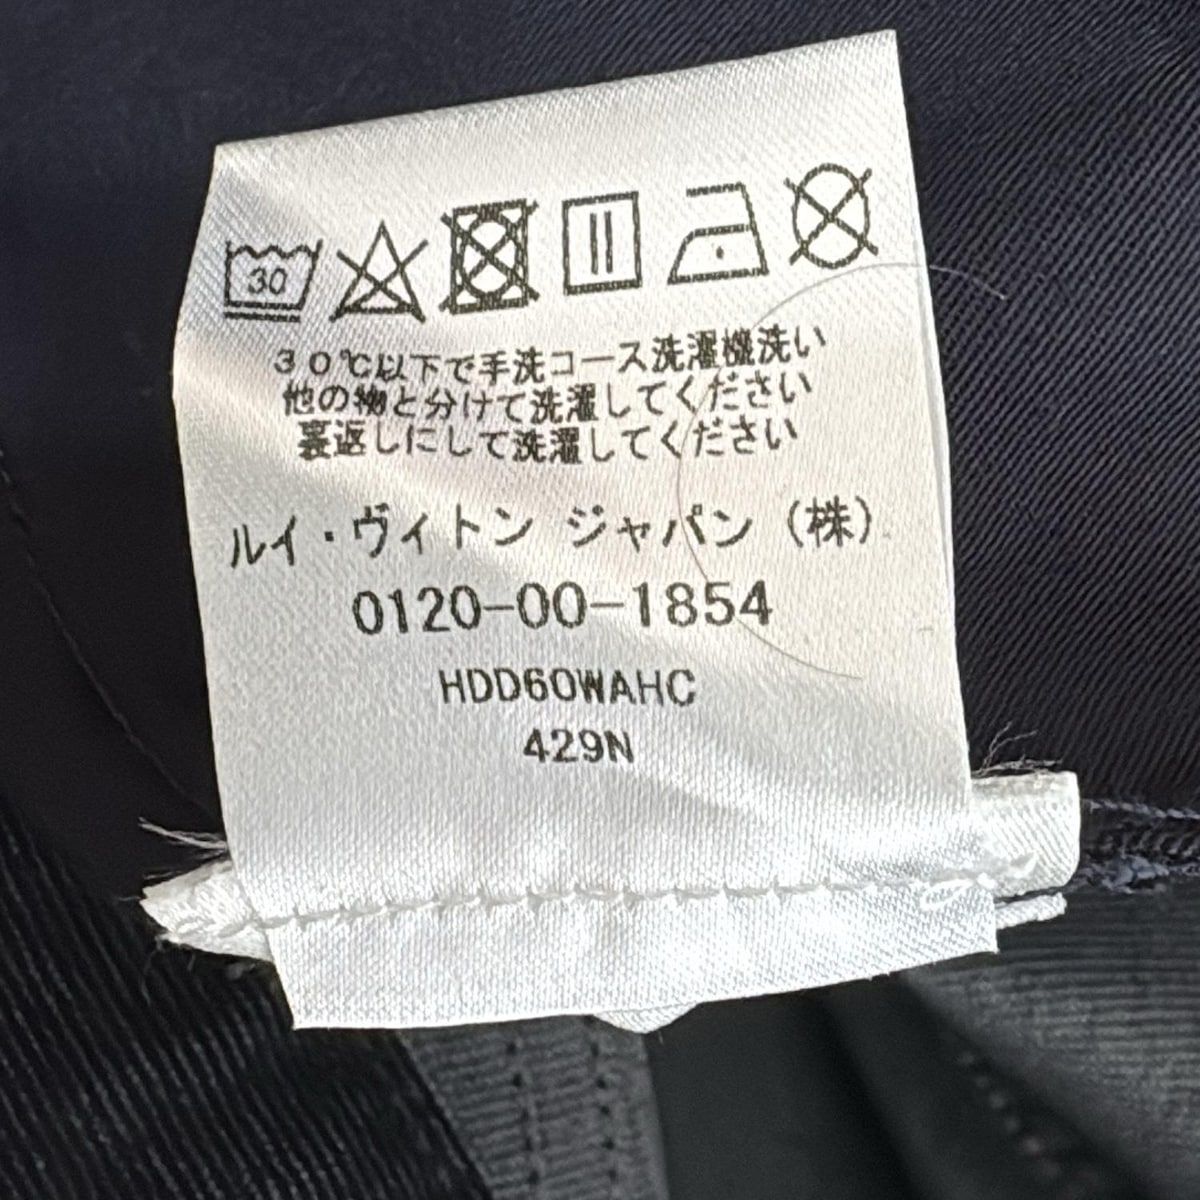 30
30℃以下で手洗コース洗濯機洗い
他の物と分けて洗濯してください
裏返しにして洗濯してください
ルイ・ヴィトン ジャパン (株)
0120-00-1854
HDD60WAHC
429N